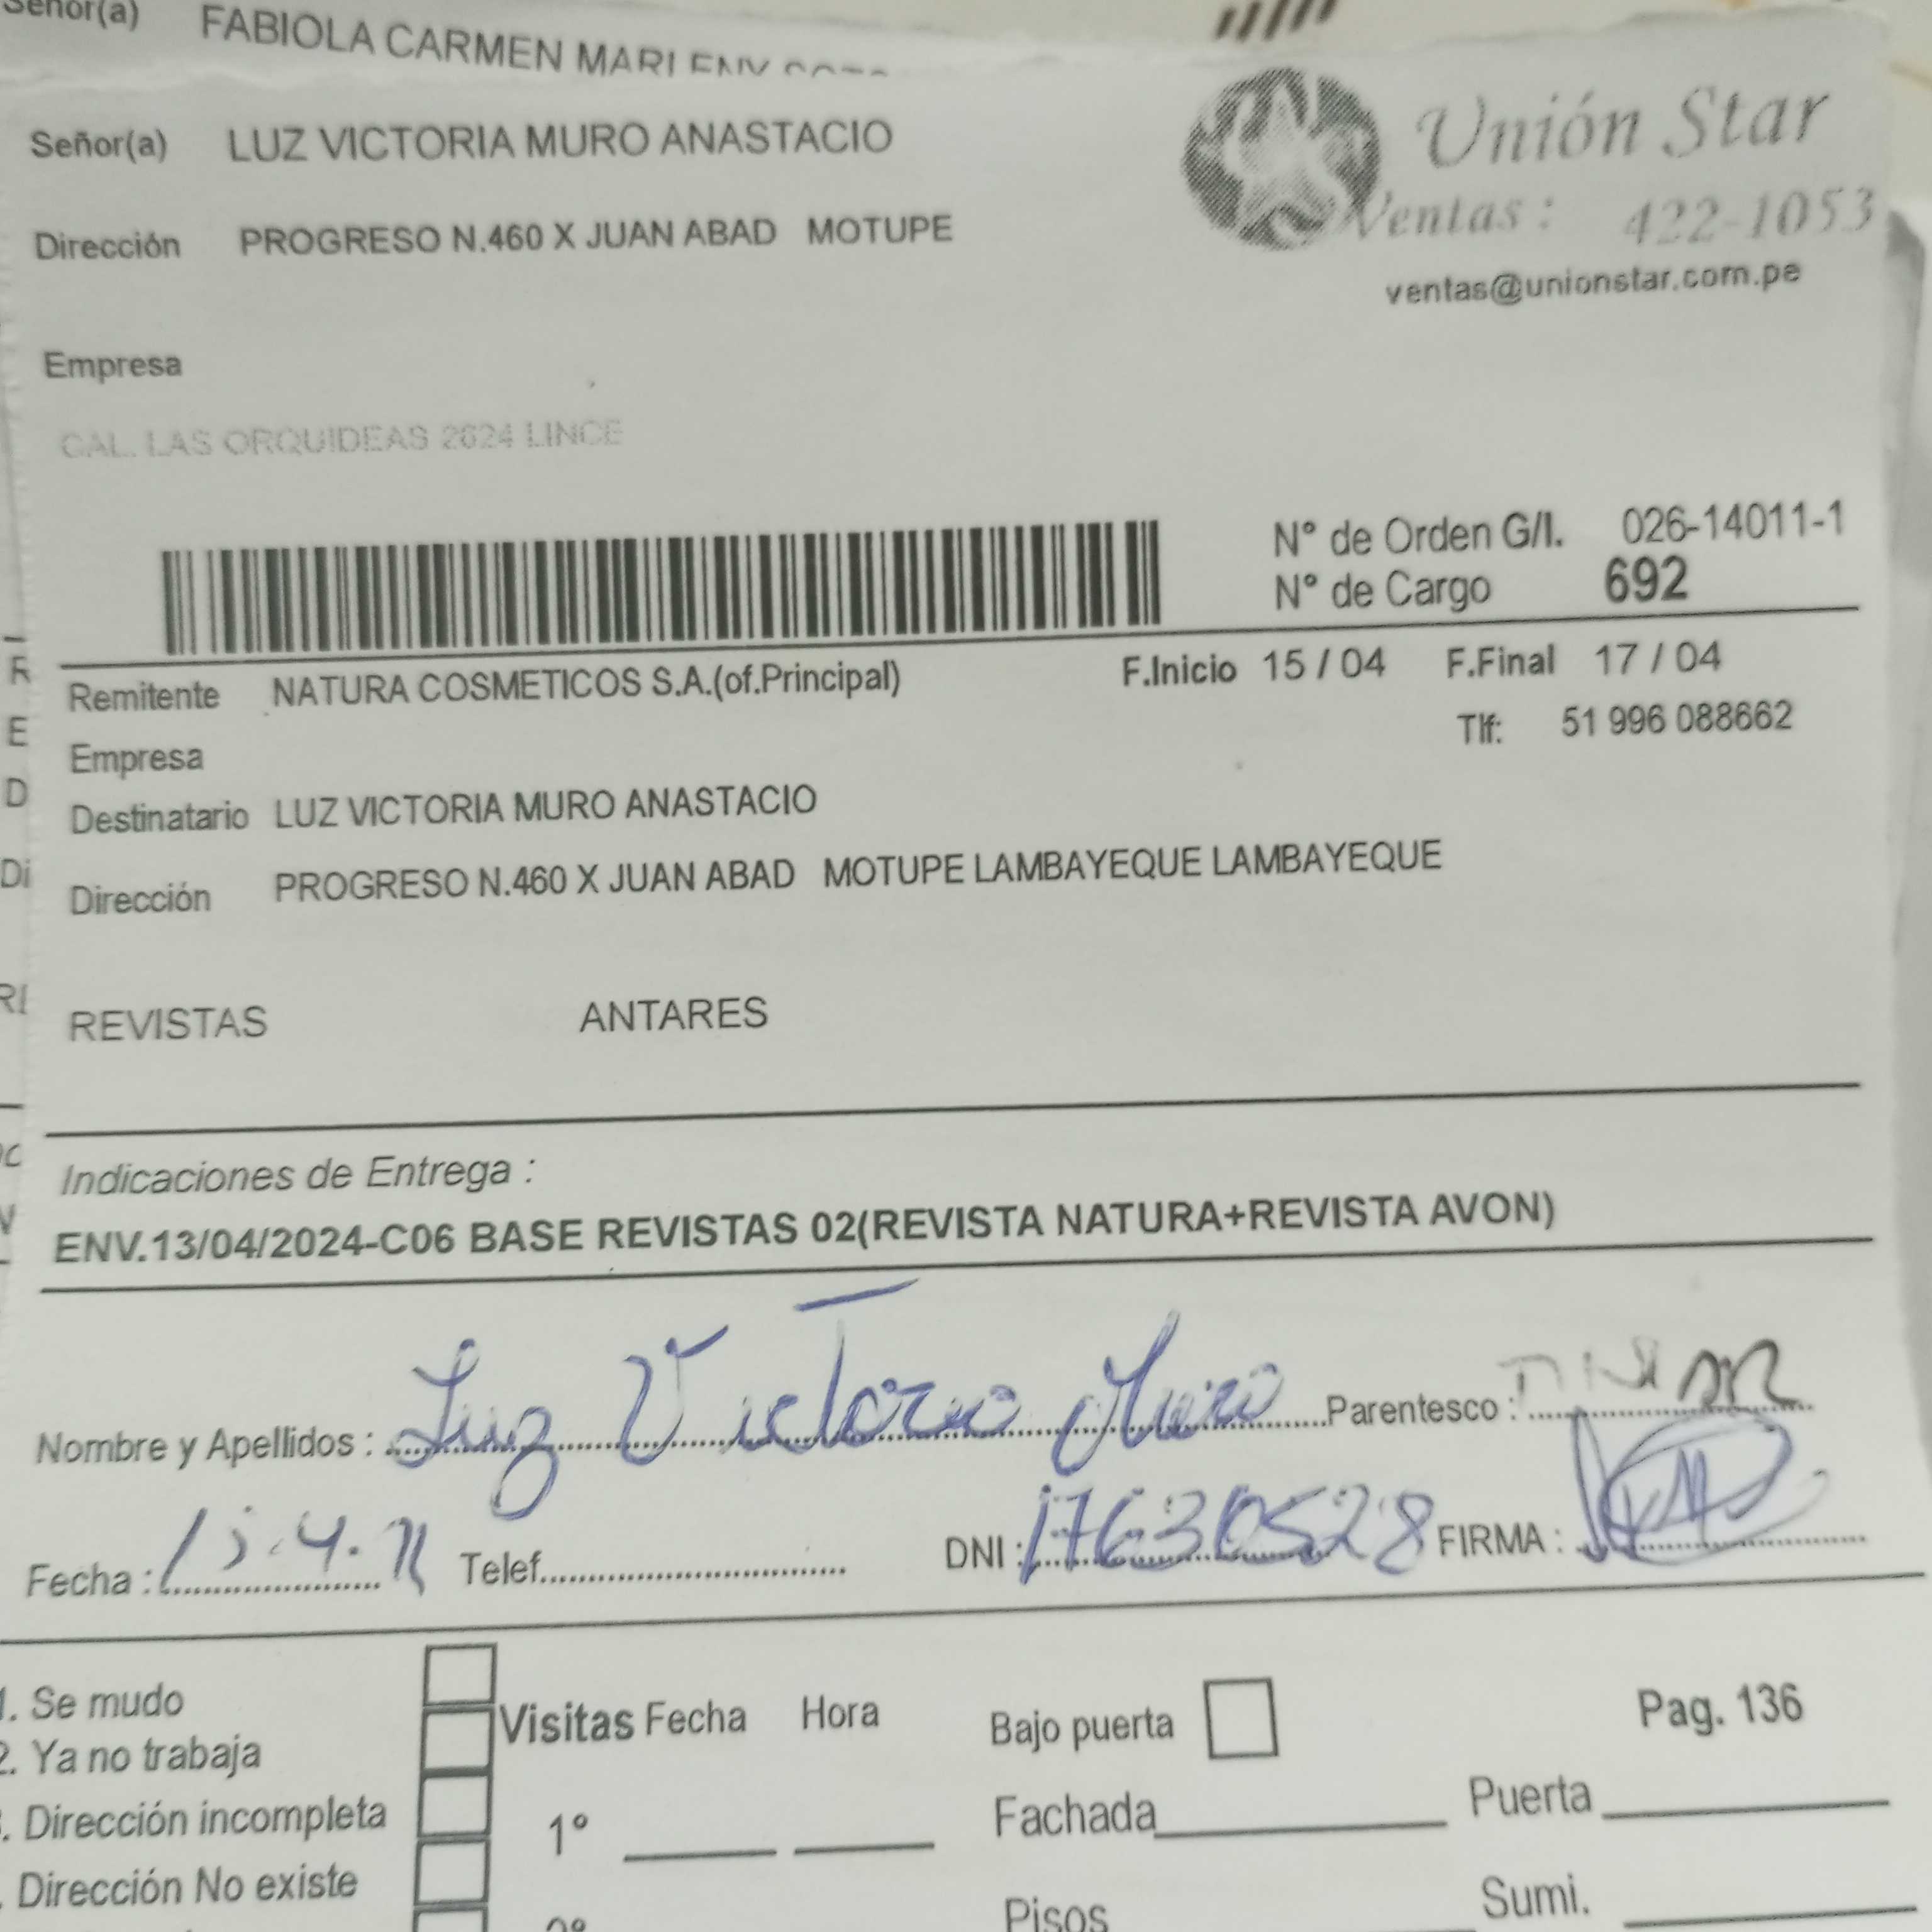 Señor(a) FABIOLA CARMEN MARLENY
Señor(a) LUZ VICTORIA MURO ANASTACIO
Unión Star
Ventas: 422-1053
Dirección PROGRESO N.460 X JUAN ABAD MOTUPE
ventas@unionstar.com.pe
Empresa
CAL. LAS ORQUIDEAS 2624 LINCE
N° de Orden G/I. 026-14011-1
N° de Cargo 692
Remitente NATURA COSMETICOS S.A.(of.Principal) F.Inicio 15 / 04 F.Final 17 / 04
Empresa Tlf: 51 996 088662
Destinatario LUZ VICTORIA MURO ANASTACIO
Dirección PROGRESO N.460 X JUAN ABAD MOTUPE LAMBAYEQUE LAMBAYEQUE
REVISTAS ANTARES
Indicaciones de Entrega :
ENV.13/04/2024-C06 BASE REVISTAS 02(REVISTA NATURA+REVISTA AVON)
Nombre y Apellidos : Luz Victoria Muro Parentesco :
Fecha : Telef. DNI : 17630528 FIRMA :
1. Se mudo
2. Ya no trabaja
. Dirección incompleta
. Dirección No existe
Visitas Fecha Hora
1°
2°
Bajo puerta
Pag. 136
Fachada Puerta
Pisos Sumi.